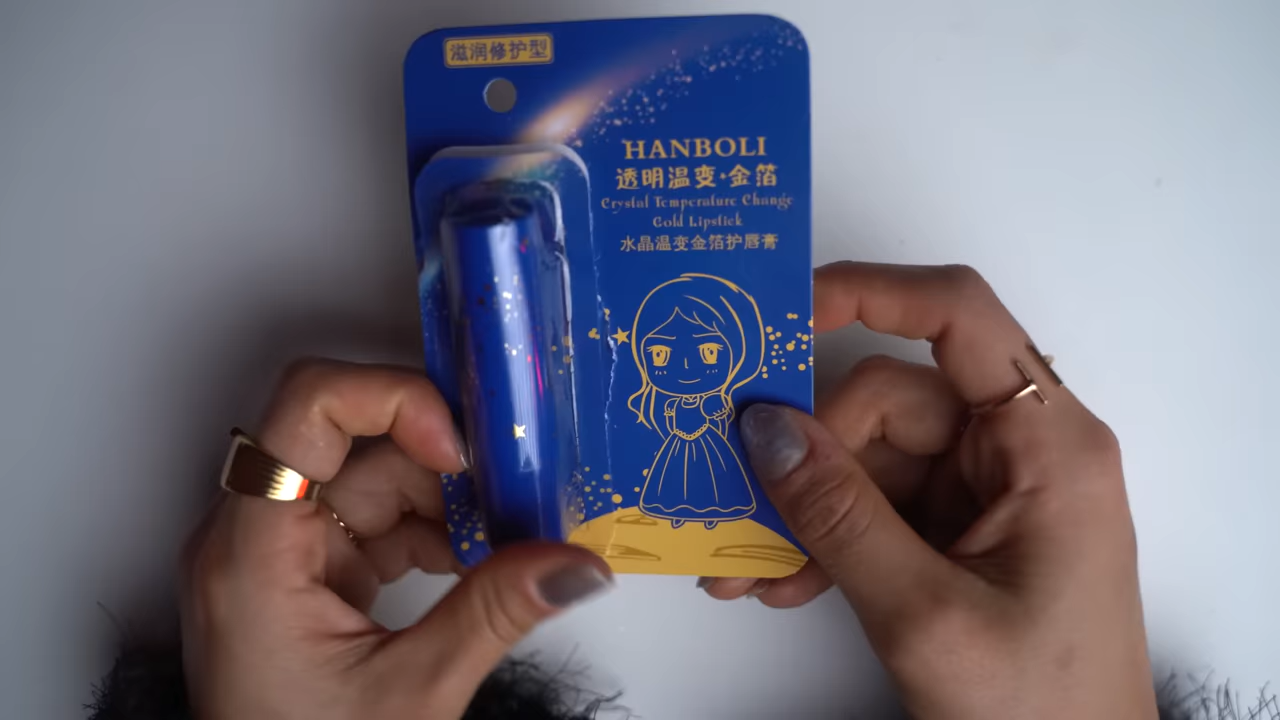 滋润修护型
HANBOLI
透明温变·金箔
Crystal Temperature Change
Gold Lipstick
水晶温变金箔护唇膏